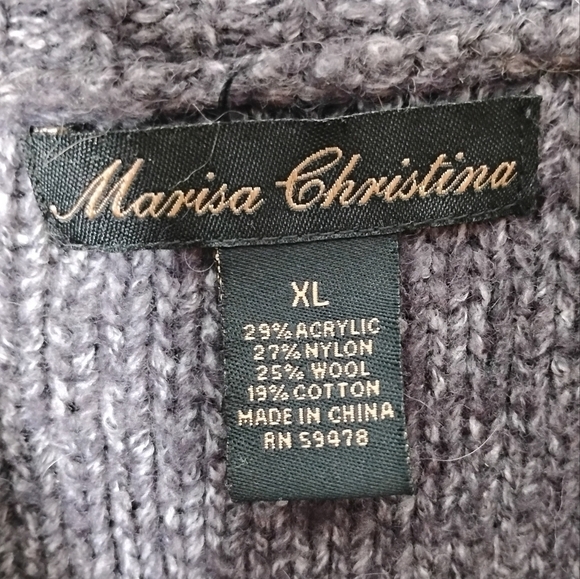 Marisa Christina
XL
29% ACRYLIC
27% NYLON
25% WOOL
19% COTTON
MADE IN CHINA
RN 59478